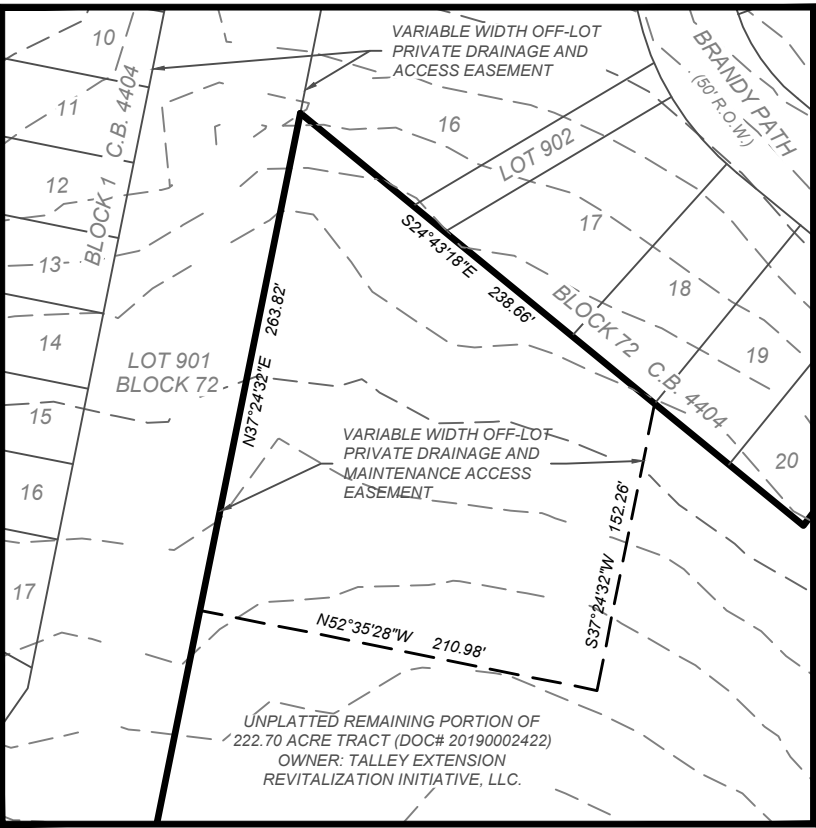 VARIABLE WIDTH OFF-LOT
PRIVATE DRAINAGE AND
ACCESS EASEMENT
BRANDY PATH
(50' R.O.W.)
10
11
12
13
14
15
16
17
BLOCK 1 C.B. 4404
16
LOT 902
17
18
19
20
S24°43'18"E 238.66'
BLOCK 72 C.B. 4404
N37°24'32"E 263.82'
LOT 901
BLOCK 72
VARIABLE WIDTH OFF-LOT
PRIVATE DRAINAGE AND
MAINTENANCE ACCESS
EASEMENT
S37°24'32"W 152.26'
N52°35'28"W 210.98'
UNPLATTED REMAINING PORTION OF
222.70 ACRE TRACT (DOC# 20190002422)
OWNER: TALLEY EXTENSION
REVITALIZATION INITIATIVE, LLC.